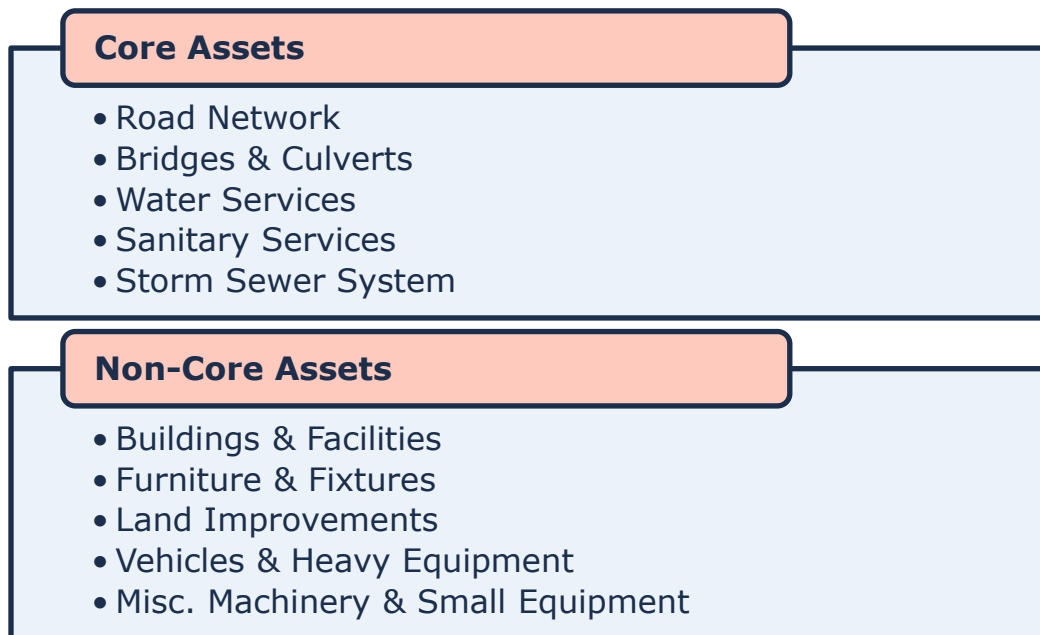 Core Assets
• Road Network
• Bridges & Culverts
• Water Services
• Sanitary Services
• Storm Sewer System
Non-Core Assets
• Buildings & Facilities
• Furniture & Fixtures
• Land Improvements
• Vehicles & Heavy Equipment
• Misc. Machinery & Small Equipment